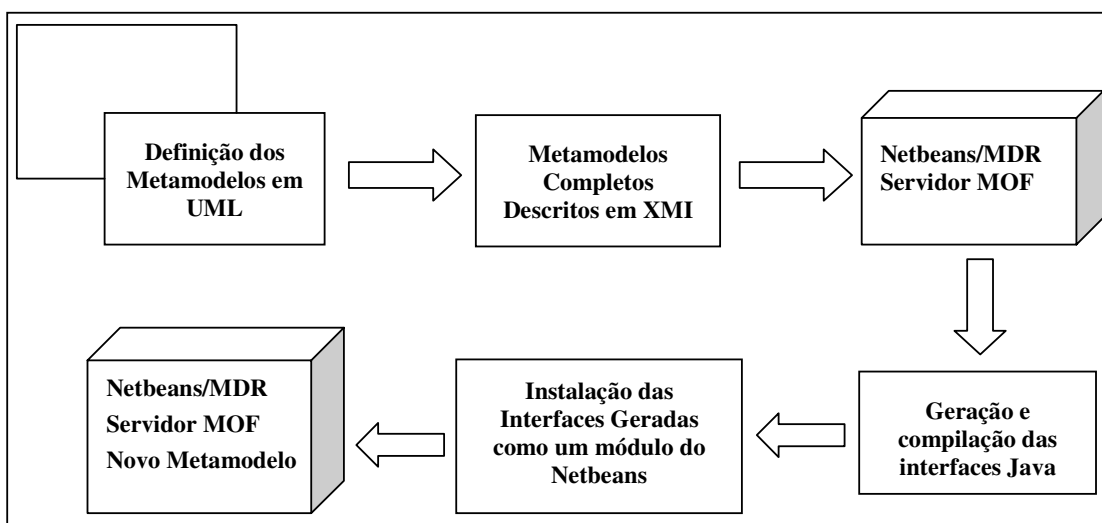 Definição dos
Metamodelos em
UML
Metamodelos
Completos
Descritos em XMI
Netbeans/MDR
Servidor MOF
Geração e
compilação das
interfaces Java
Instalação das
Interfaces Geradas
como um módulo do
Netbeans
Netbeans/MDR
Servidor MOF
Novo Metamodelo